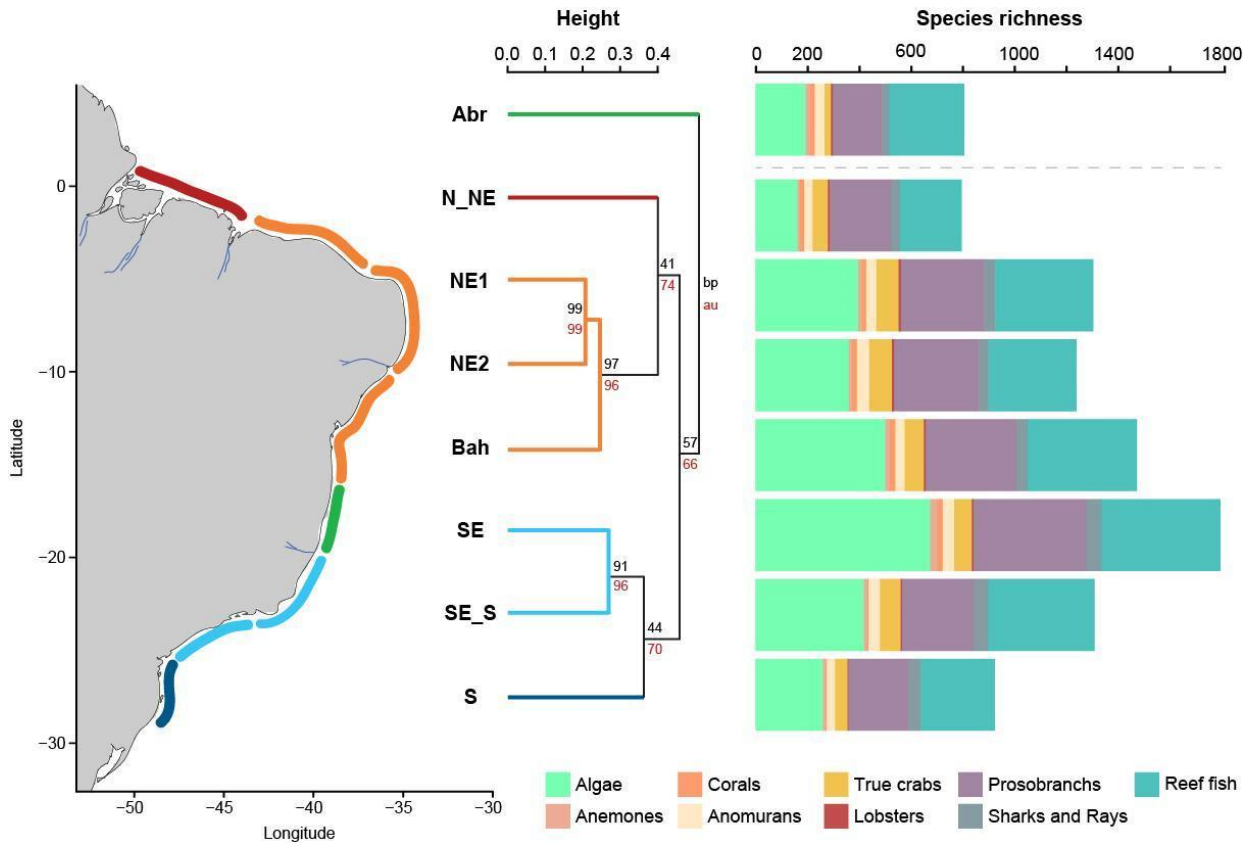 Height
Species richness
0.0 0.1 0.2 0.3 0.4
0 200 600 1000 1400 1800
Abr
N_NE
NE1
NE2
Bah
SE
SE_S
S
41
74
bp
au
99
99
97
96
57
66
91
96
44
70
Latitude
0
−10
−20
−30
−50 −45 −40 −35 −30
Longitude
Algae Corals True crabs Prosobranchs Reef fish
Anemones Anomurans Lobsters Sharks and Rays